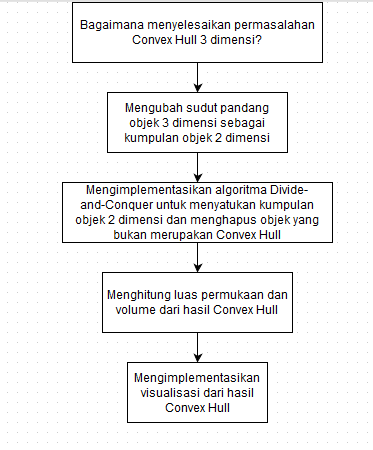 Bagaimana menyelesaikan permasalahan
Convex Hull 3 dimensi?
Mengubah sudut pandang
objek 3 dimensi sebagai
kumpulan objek 2 dimensi
Mengimplementasikan algoritma Divide-
and-Conquer untuk menyatukan kumpulan
objek 2 dimensi dan menghapus objek yang
bukan merupakan Convex Hull
Menghitung luas permukaan dan
volume dari hasil Convex Hull
Mengimplementasikan
visualisasi dari hasil
Convex Hull